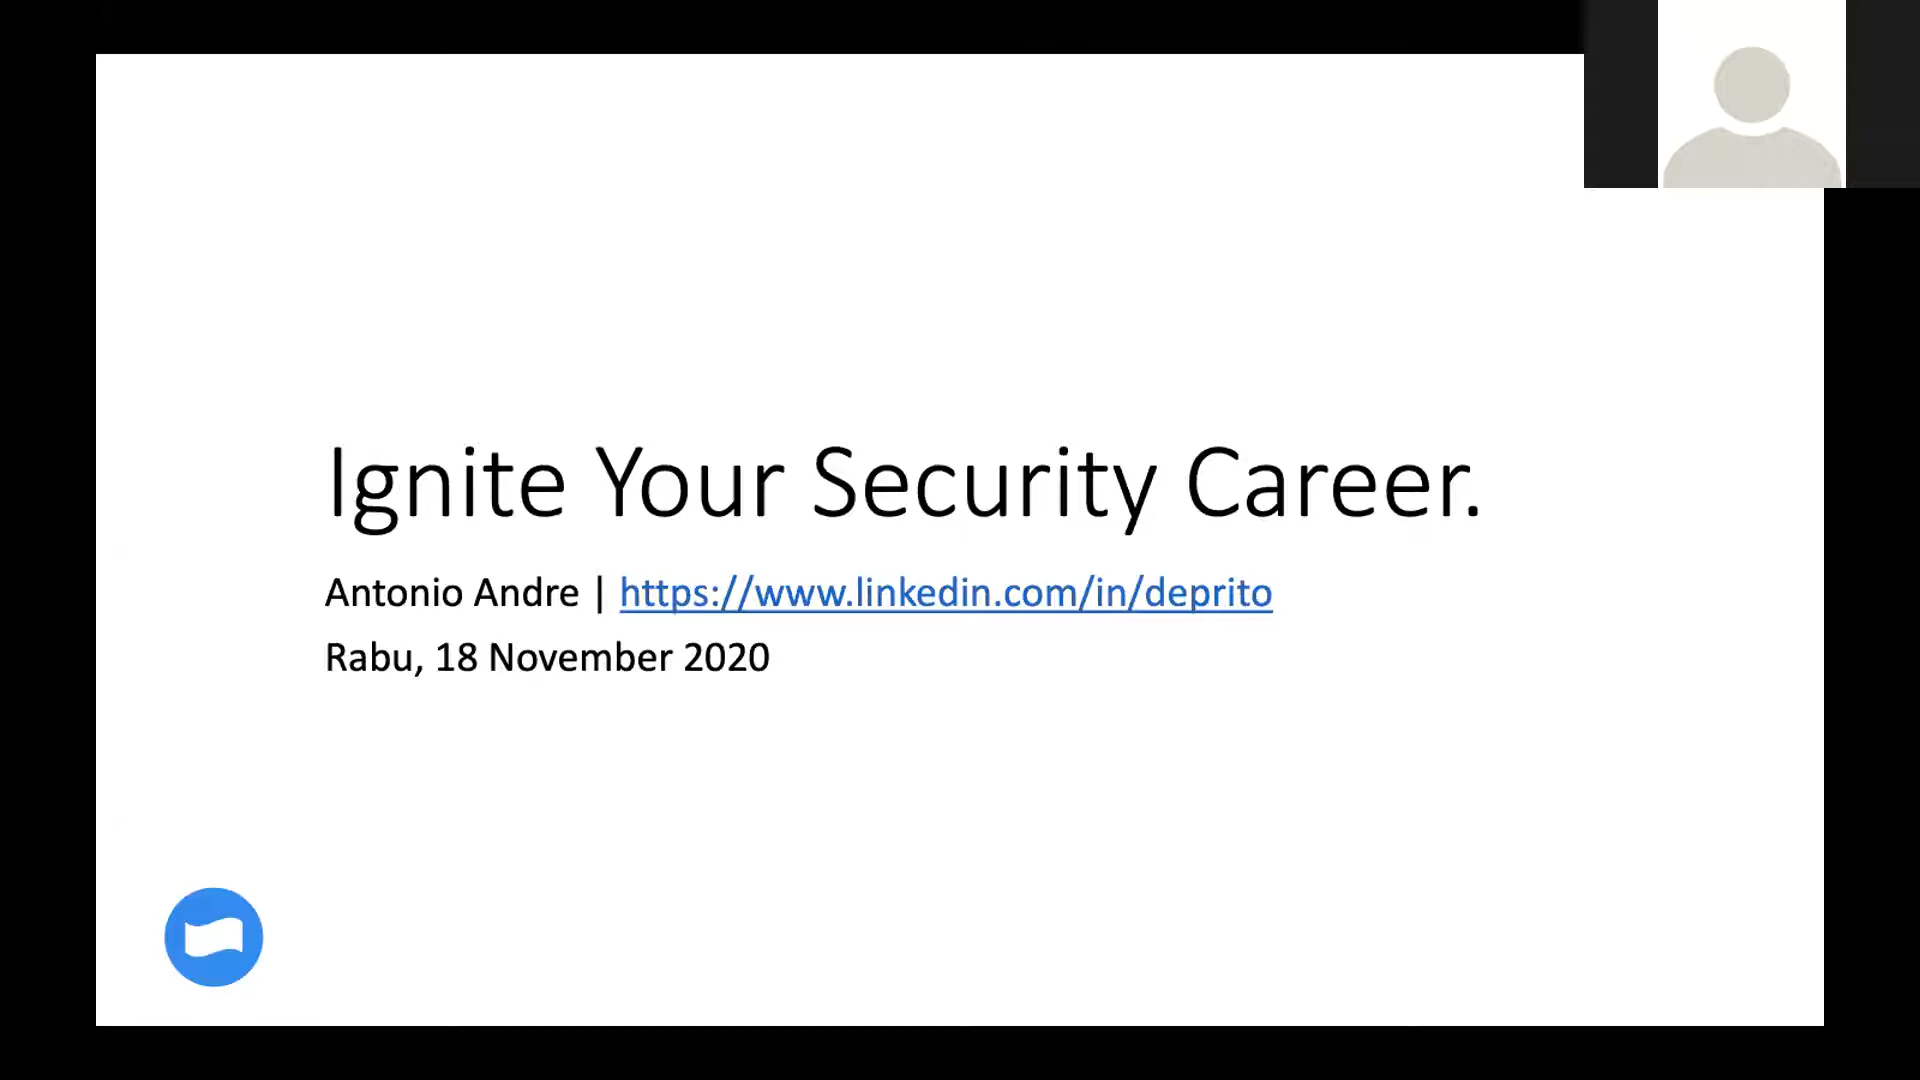 Ignite Your Security Career.
Antonio Andre | https://www.linkedin.com/in/deprito
Rabu, 18 November 2020